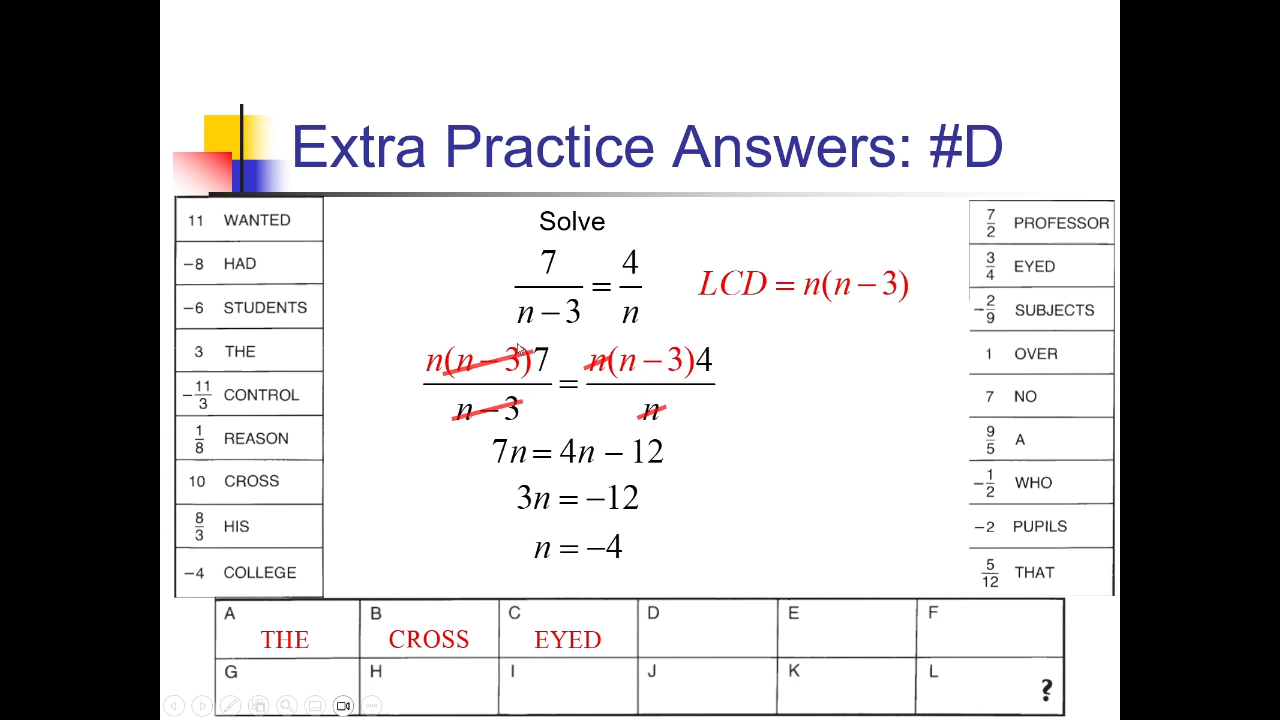 Extra Practice Answers: #D
11 WANTED
−8 HAD
−6 STUDENTS
3 THE
−11/3 CONTROL
1/8 REASON
10 CROSS
8/3 HIS
−4 COLLEGE
Solve
7/(n − 3) = 4/n
LCD = n(n − 3)
n(n − 3)7/(n − 3) = n(n − 3)4/n
7n = 4n − 12
3n = −12
n = −4
7/2 PROFESSOR
3/4 EYED
−2/9 SUBJECTS
1 OVER
7 NO
9/5 A
−1/2 WHO
−2 PUPILS
5/12 THAT
A B C D E F
THE CROSS EYED
G H I J K L
?